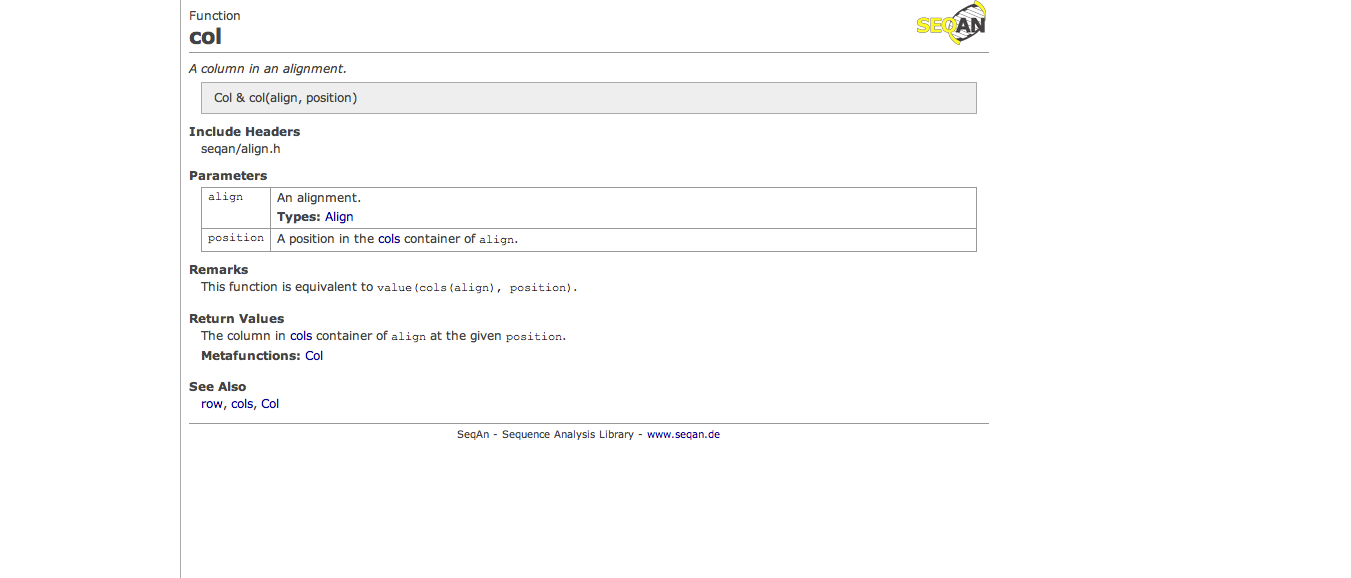 Function
SEQAN
col
A column in an alignment.
Col & col(align, position)
Include Headers
seqan/align.h
Parameters
align An alignment.
Types: Align
position A position in the cols container of align.
Remarks
This function is equivalent to value(cols(align), position).
Return Values
The column in cols container of align at the given position.
Metafunctions: Col
See Also
row, cols, Col
SeqAn - Sequence Analysis Library - www.seqan.de